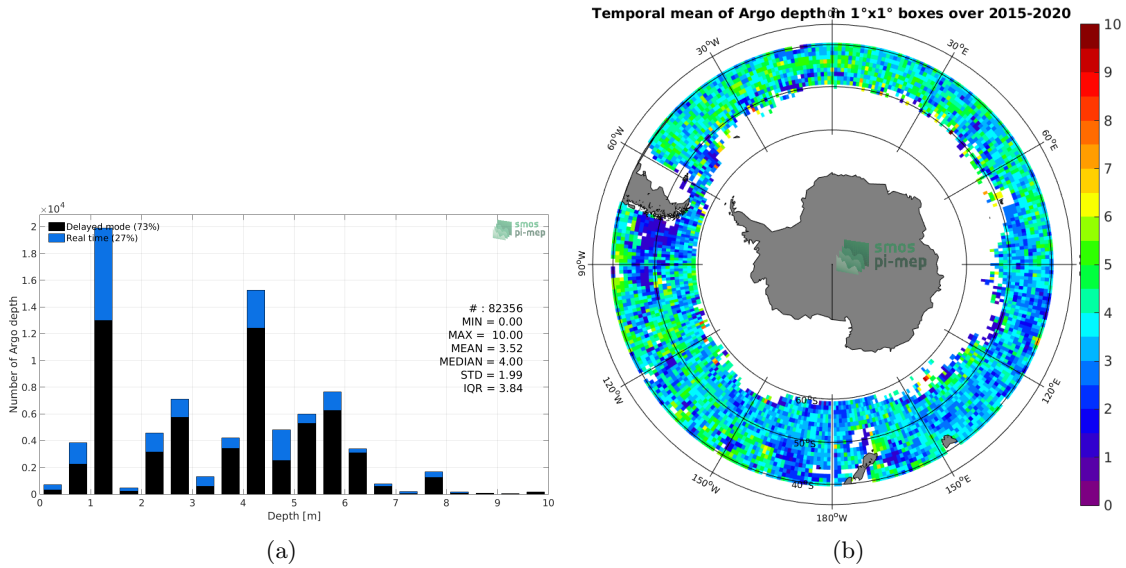 Temporal mean of Argo depth in 1°x1° boxes over 2015-2020
×10⁴
Delayed mode (73%)
Real time (27%)
smos
pi-mep
# : 82356
MIN = 0.00
MAX = 10.00
MEAN = 3.52
MEDIAN = 4.00
STD = 1.99
IQR = 3.84
Number of Argo depth
2
1.8
1.6
1.4
1.2
1
0.8
0.6
0.4
0.2
0
0 1 2 3 4 5 6 7 8 9 10
Depth [m]
(a)
0°
30°E
60°E
120°E
150°E
180°W
150°W
120°W
90°W
60°W
30°W
60°S
50°S
40°S
smos
pi-mep
10
9
8
7
6
5
4
3
2
1
0
(b)